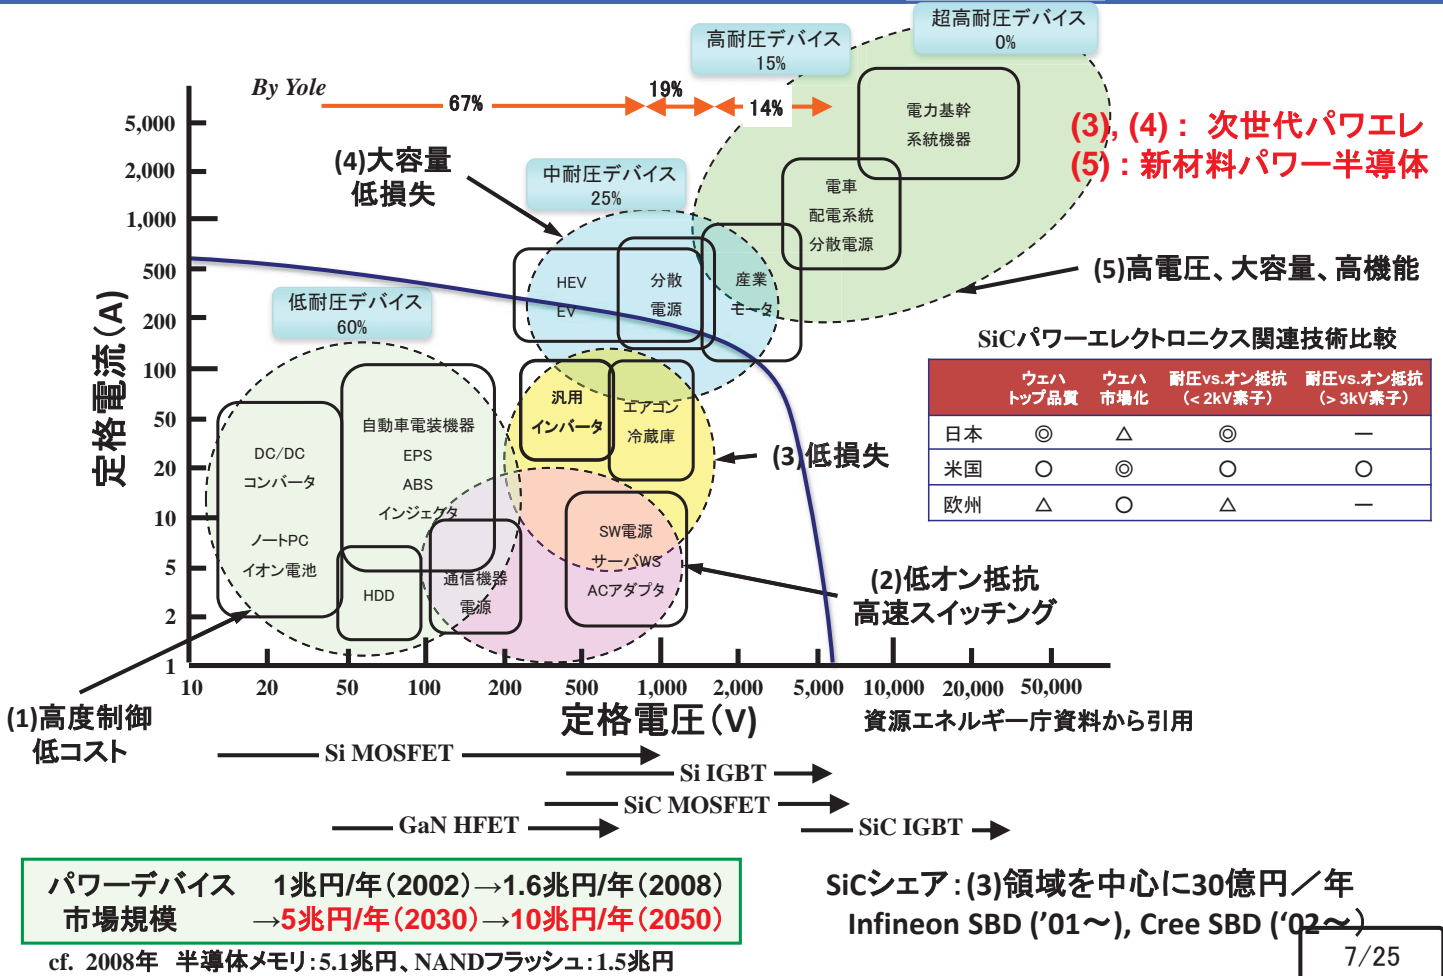 超高耐圧デバイス
0%
高耐圧デバイス
15%
By Yole
67%
19%
14%
電力基幹
系統機器
(3), (4) : 次世代パワエレ
(5) : 新材料パワー半導体
(4)大容量
低損失
中耐圧デバイス
25%
電車
配電系統
分散電源
(5)高電圧、大容量、高機能
低耐圧デバイス
60%
HEV
EV
分散
電源
産業
モータ
定格電流(A)
5,000
2,000
1,000
500
200
100
50
20
10
5
2
1
SiCパワーエレクトロニクス関連技術比較
ウェハ
トップ品質
ウェハ
市場化
耐圧vs.オン抵抗
(< 2kV素子)
耐圧vs.オン抵抗
(> 3kV素子)
日本 ◎ △ ◎ －
米国 ○ ◎ ○ ○
欧州 △ ○ △ －
DC/DC
コンバータ
ノートPC
イオン電池
自動車電装機器
EPS
ABS
インジェクタ
HDD
通信機器
電源
汎用
インバータ
エアコン
冷蔵庫
(3)低損失
SW電源
サーバWS
ACアダプタ
(2)低オン抵抗
高速スイッチング
10 20 50 100 200 500 1,000 2,000 5,000 10,000 20,000 50,000
(1)高度制御
低コスト
定格電圧(V)
資源エネルギー庁資料から引用
Si MOSFET
Si IGBT
SiC MOSFET
GaN HFET
SiC IGBT
パワーデバイス 1兆円/年(2002)→1.6兆円/年(2008)
市場規模 →5兆円/年(2030)→10兆円/年(2050)
cf. 2008年 半導体メモリ:5.1兆円、NANDフラッシュ:1.5兆円
SiCシェア:(3)領域を中心に30億円／年
Infineon SBD ('01～), Cree SBD ('02～)
7/25